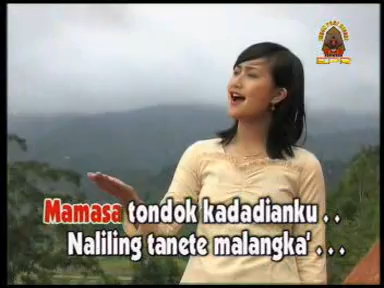 Mamasa tondok kadadianku . .
Naliling tanete malangka' . . .